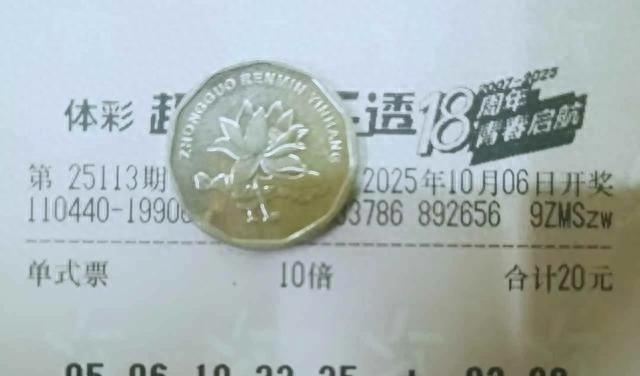 体彩 超 透 18 2007-2025
周年
青春启航
ZHONGGUO RENMIN YINHANG
第 25113期 2025年10月06日开奖
110440-1990 3786 892656 9ZMSzw
单式票 10倍 合计20元